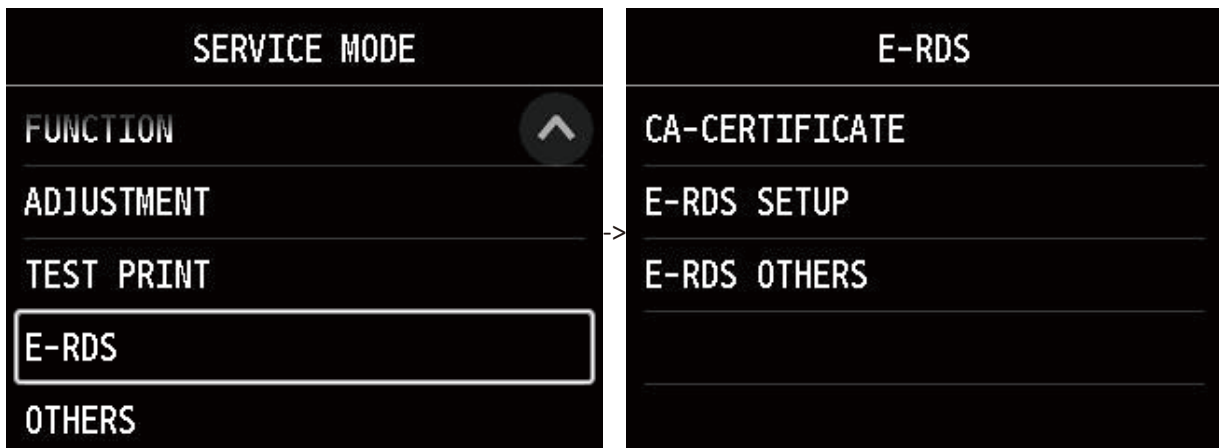 SERVICE MODE
FUNCTION
ADJUSTMENT
TEST PRINT
E-RDS
OTHERS
->
E-RDS
CA-CERTIFICATE
E-RDS SETUP
E-RDS OTHERS